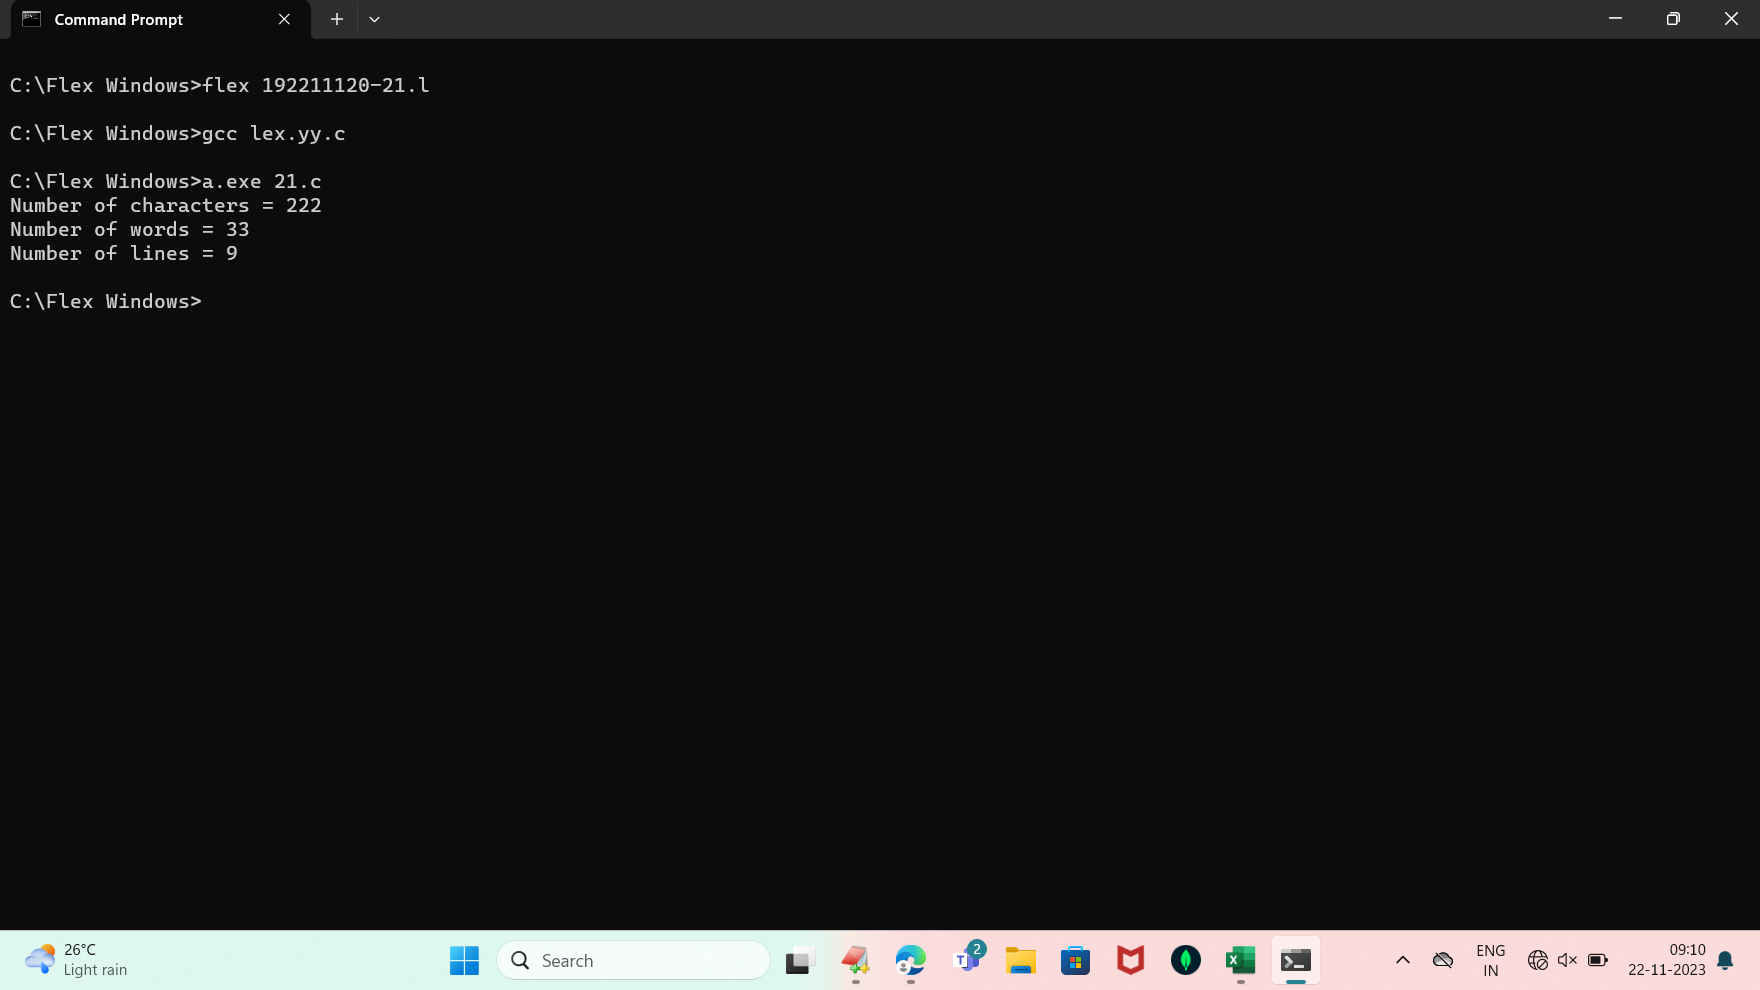 Command Prompt
C:\Flex Windows>flex 192211120-21.l
C:\Flex Windows>gcc lex.yy.c
C:\Flex Windows>a.exe 21.c
Number of characters = 222
Number of words = 33
Number of lines = 9
C:\Flex Windows>
26°C
Light rain
Search
2
ENG
IN
09:10
22-11-2023